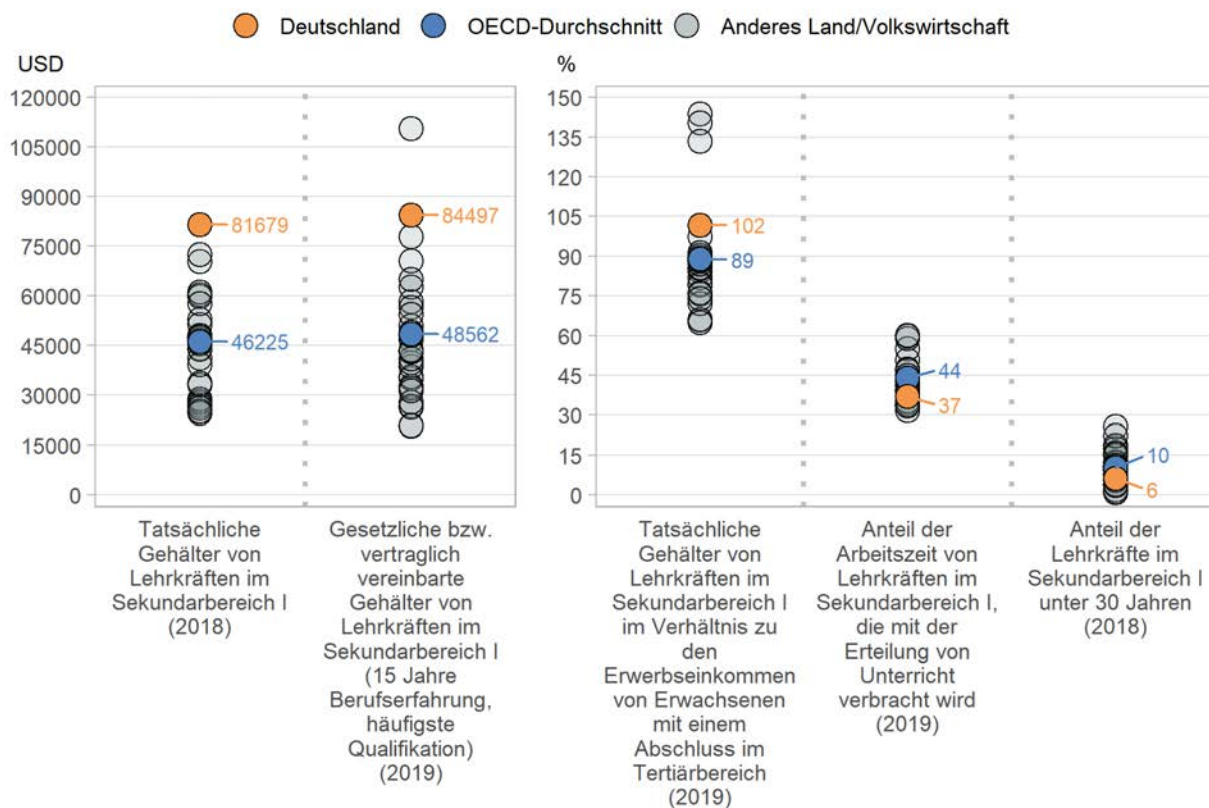 Deutschland OECD-Durchschnitt Anderes Land/Volkswirtschaft
USD
120000
105000
90000
75000
60000
45000
30000
15000
0
81679
46225
84497
48562
Tatsächliche
Gehälter von
Lehrkräften im
Sekundarbereich I
(2018)
Gesetzliche bzw.
vertraglich
vereinbarte
Gehälter von
Lehrkräften im
Sekundarbereich I
(15 Jahre
Berufserfahrung,
häufigste
Qualifikation)
(2019)
%
150
135
120
105
90
75
60
45
30
15
0
102
89
44
37
10
6
Tatsächliche
Gehälter von
Lehrkräften im
Sekundarbereich I
im Verhältnis zu
den
Erwerbseinkommen
von Erwachsenen
mit einem
Abschluss im
Tertiärbereich
(2019)
Anteil der
Arbeitszeit von
Lehrkräften im
Sekundarbereich I,
die mit der
Erteilung von
Unterricht
verbracht wird
(2019)
Anteil der
Lehrkräfte im
Sekundarbereich I
unter 30 Jahren
(2018)